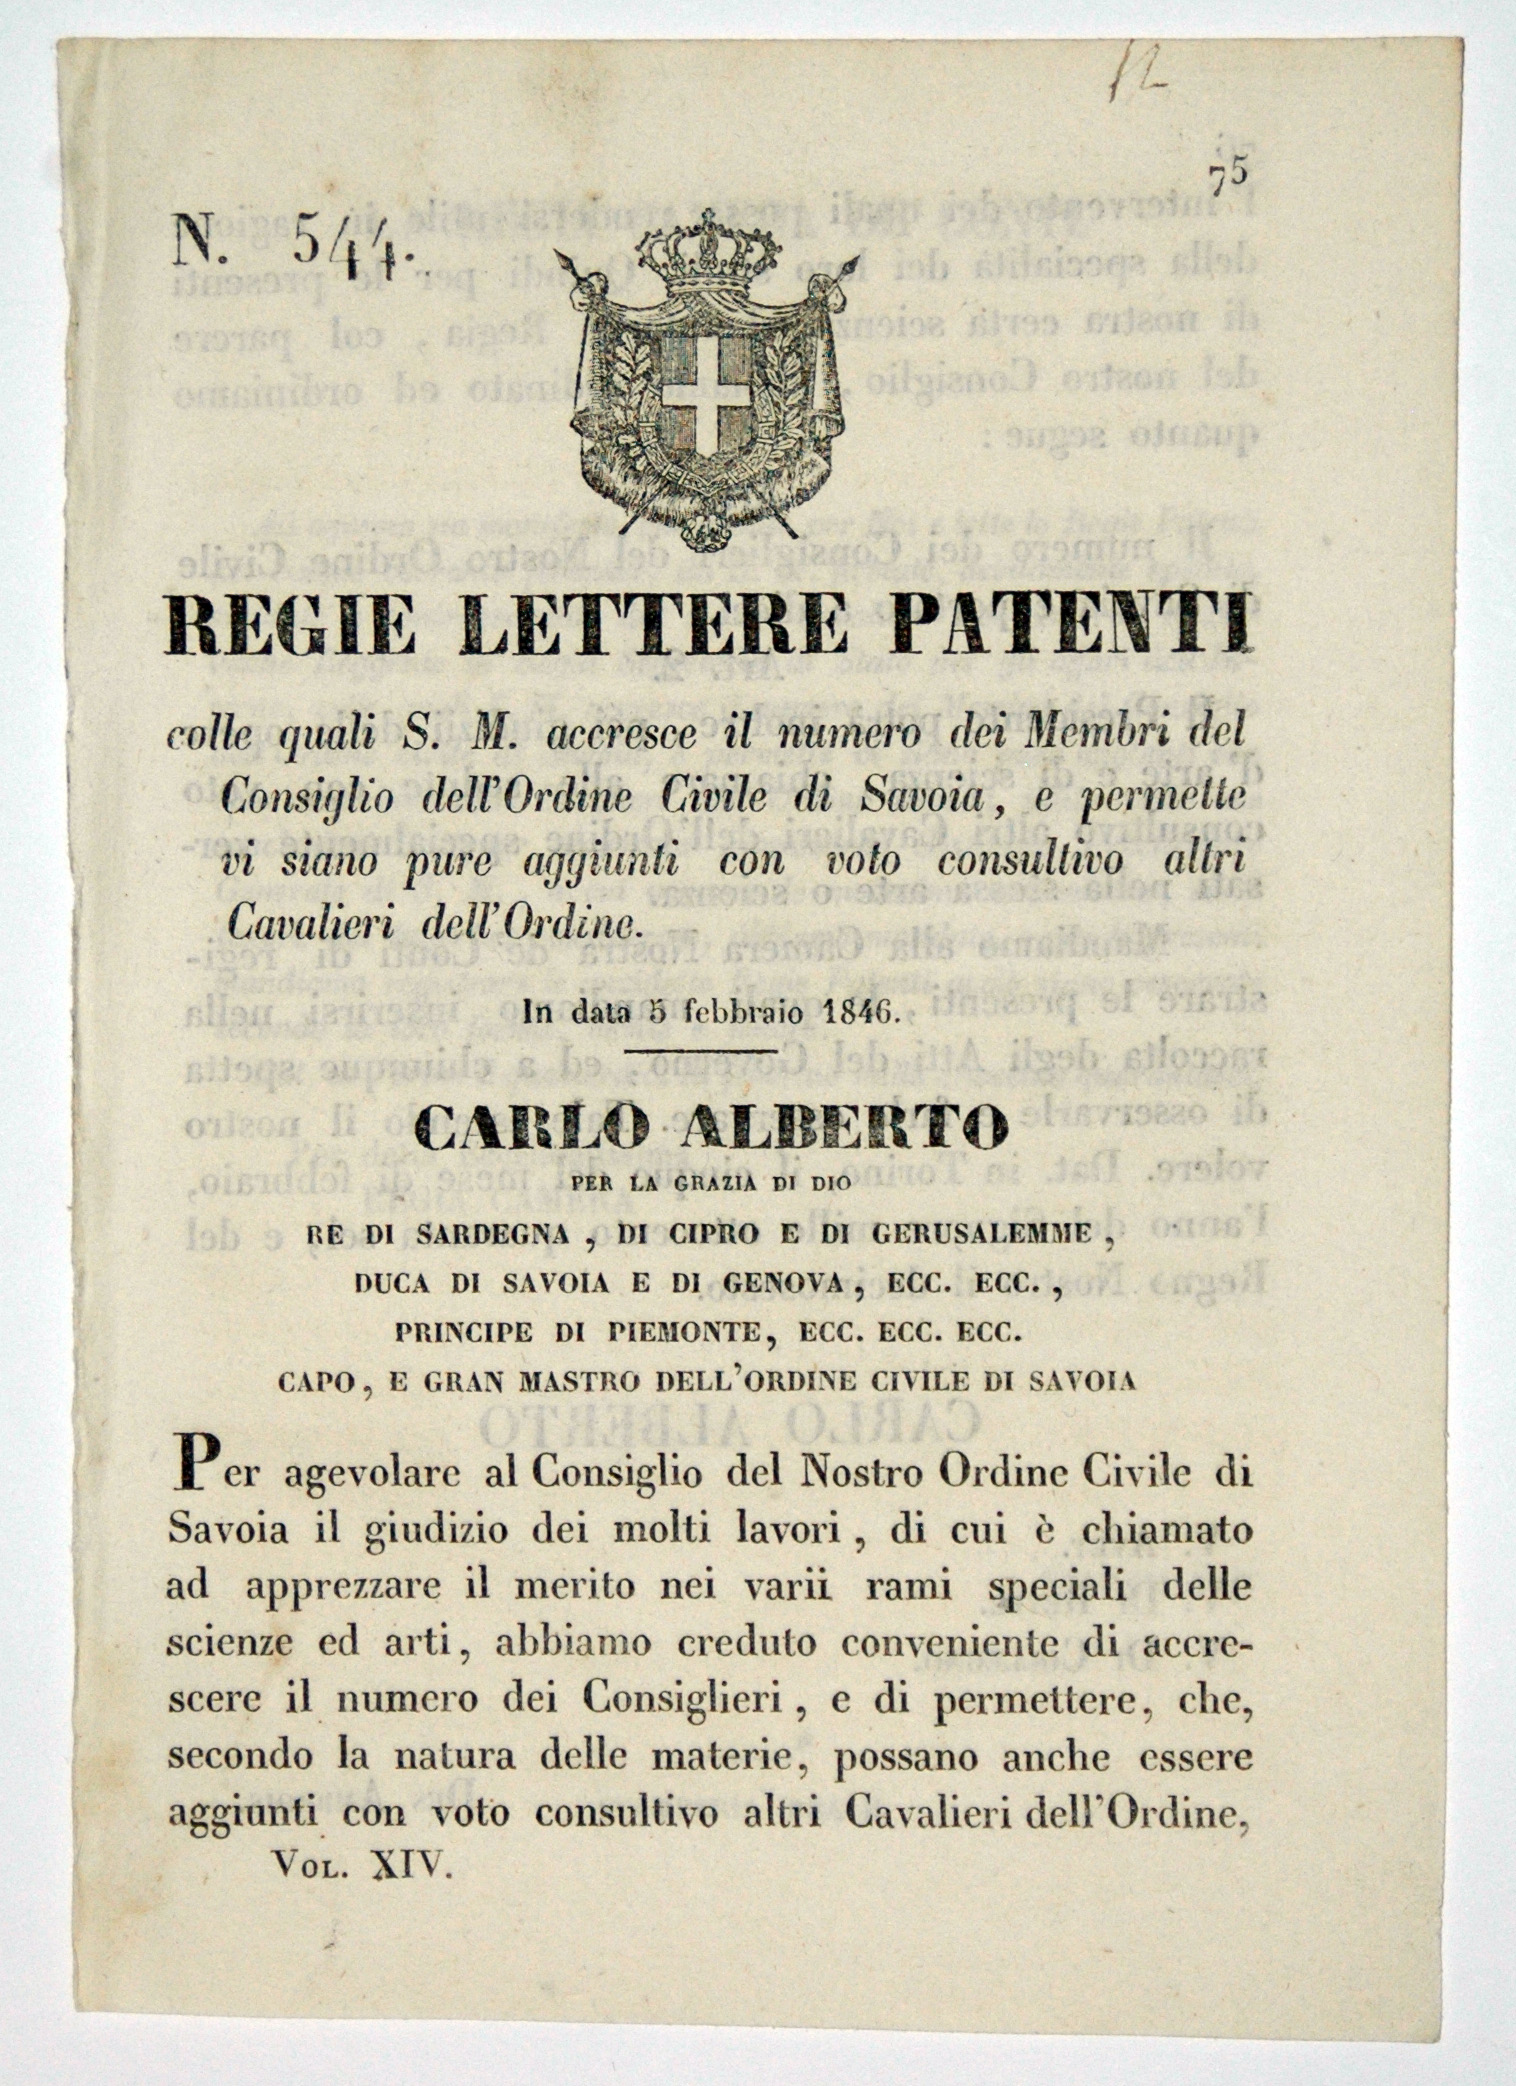 12
75
N. 544.
REGIE LETTERE PATENTI
colle quali S. M. accresce il numero dei Membri del
Consiglio dell'Ordine Civile di Savoia, e permette
vi siano pure aggiunti con voto consultivo altri
Cavalieri dell'Ordine.
In data 5 febbraio 1846.
CARLO ALBERTO
PER LA GRAZIA DI DIO
RE DI SARDEGNA , DI CIPRO E DI GERUSALEMME ,
DUCA DI SAVOIA E DI GENOVA , ECC. ECC. ,
PRINCIPE DI PIEMONTE, ECC. ECC. ECC.
CAPO, E GRAN MASTRO DELL'ORDINE CIVILE DI SAVOIA
Per agevolare al Consiglio del Nostro Ordine Civile di
Savoia il giudizio dei molti lavori , di cui è chiamato
ad apprezzare il merito nei varii rami speciali delle
scienze ed arti, abbiamo creduto conveniente di accre-
scere il numero dei Consiglieri , e di permettere, che,
secondo la natura delle materie, possano anche essere
aggiunti con voto consultivo altri Cavalieri dell'Ordine,
VOL. XIV.